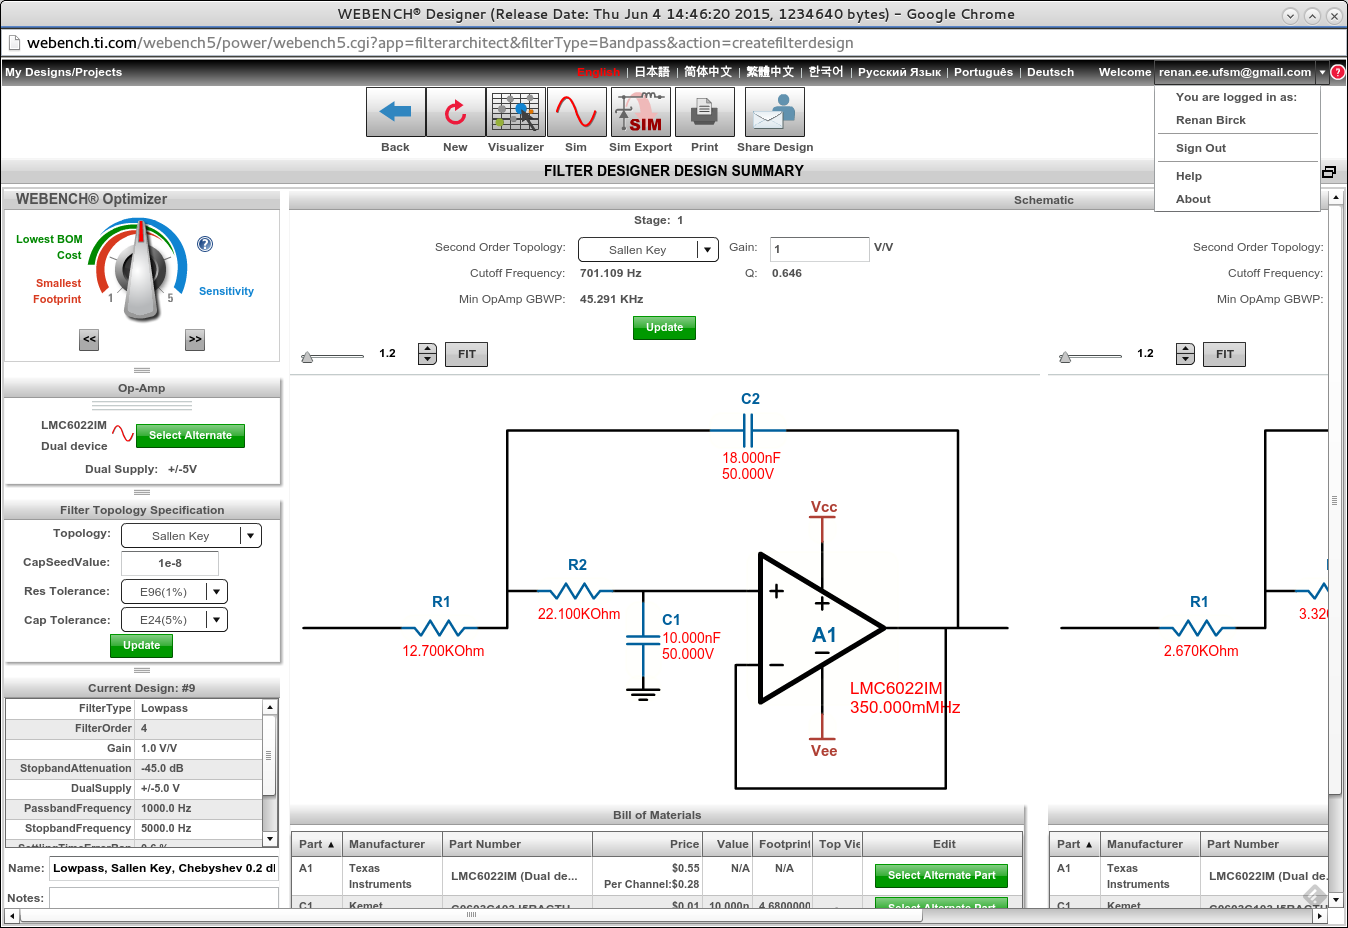 WEBENCH® Designer (Release Date: Thu Jun 4 14:46:20 2015, 1234640 bytes) - Google Chrome
webench.ti.com/webench5/power/webench5.cgi?app=filterarchitect&filterType=Bandpass&action=createfilterdesign
My Designs/Projects
English | 日本語 | 简体中文 | 繁體中文 | 한국어 | Русский Язык | Português | Deutsch
Welcome renan.ee.ufsm@gmail.com ?
You are logged in as:
Renan Birck
Sign Out
Help
About
Back New Visualizer Sim Sim Export Print Share Design
SIM
FILTER DESIGNER DESIGN SUMMARY
WEBENCH® Optimizer
Lowest BOM
Cost
Smallest
Footprint
1 5
Sensitivity
?
<< >>
Op-Amp
LMC6022IM
Dual device
Select Alternate
Dual Supply: +/-5V
Filter Topology Specification
Topology: Sallen Key
CapSeedValue: 1e-8
Res Tolerance: E96(1%)
Cap Tolerance: E24(5%)
Update
Current Design: #9
FilterType Lowpass
FilterOrder 4
Gain 1.0 V/V
StopbandAttenuation -45.0 dB
DualSupply +/-5.0 V
PassbandFrequency 1000.0 Hz
StopbandFrequency 5000.0 Hz
Name: Lowpass, Sallen Key, Chebyshev 0.2 d
Notes:
Schematic
Stage: 1
Second Order Topology: Sallen Key Gain: 1 V/V
Cutoff Frequency: 701.109 Hz Q: 0.646
Min OpAmp GBWP: 45.291 KHz
Update
1.2 FIT
C2
18.000nF
50.000V
Vcc
R2
22.100KOhm
R1
12.700KOhm
C1
10.000nF
50.000V
+
+
A1
−
−
LMC6022IM
350.000mMHz
Vee
Bill of Materials
Part Manufacturer Part Number Price Value Footprint Top Vie Edit
A1 Texas Instruments LMC6022IM (Dual de... $0.55 N/A N/A Select Alternate Part
Per Channel:$0.28
C1 Kemet $0.01 10.000n 4.6800000 Select Alternate Part
Second Order Topology:
Cutoff Frequency:
Min OpAmp GBWP:
1.2 FIT
R1
2.670KOhm
3.320
Part Manufacturer Part Number
A1 Texas Instruments LMC6022IM (Dual de
C1 Kemet